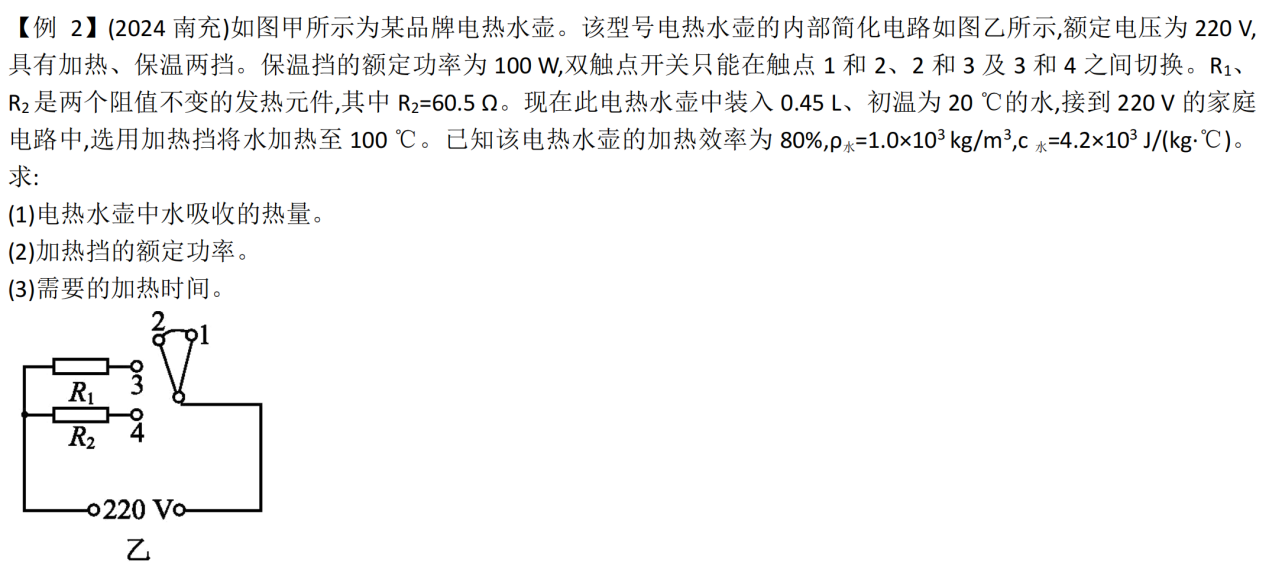 【例 2】(2024 南充)如图甲所示为某品牌电热水壶。该型号电热水壶的内部简化电路如图乙所示,额定电压为 220 V,
具有加热、保温两挡。保温挡的额定功率为 100 W,双触点开关只能在触点 1 和 2、2 和 3 及 3 和 4 之间切换。R₁、
R₂是两个阻值不变的发热元件,其中 R₂=60.5 Ω。现在此电热水壶中装入 0.45 L、初温为 20 ℃的水,接到 220 V 的家庭
电路中,选用加热挡将水加热至 100 ℃。已知该电热水壶的加热效率为 80%,ρ水=1.0×10³ kg/m³,c 水=4.2×10³ J/(kg·℃)。
求:
(1)电热水壶中水吸收的热量。
(2)加热挡的额定功率。
(3)需要的加热时间。
2
1
R₁
3
R₂
4
220 V
乙